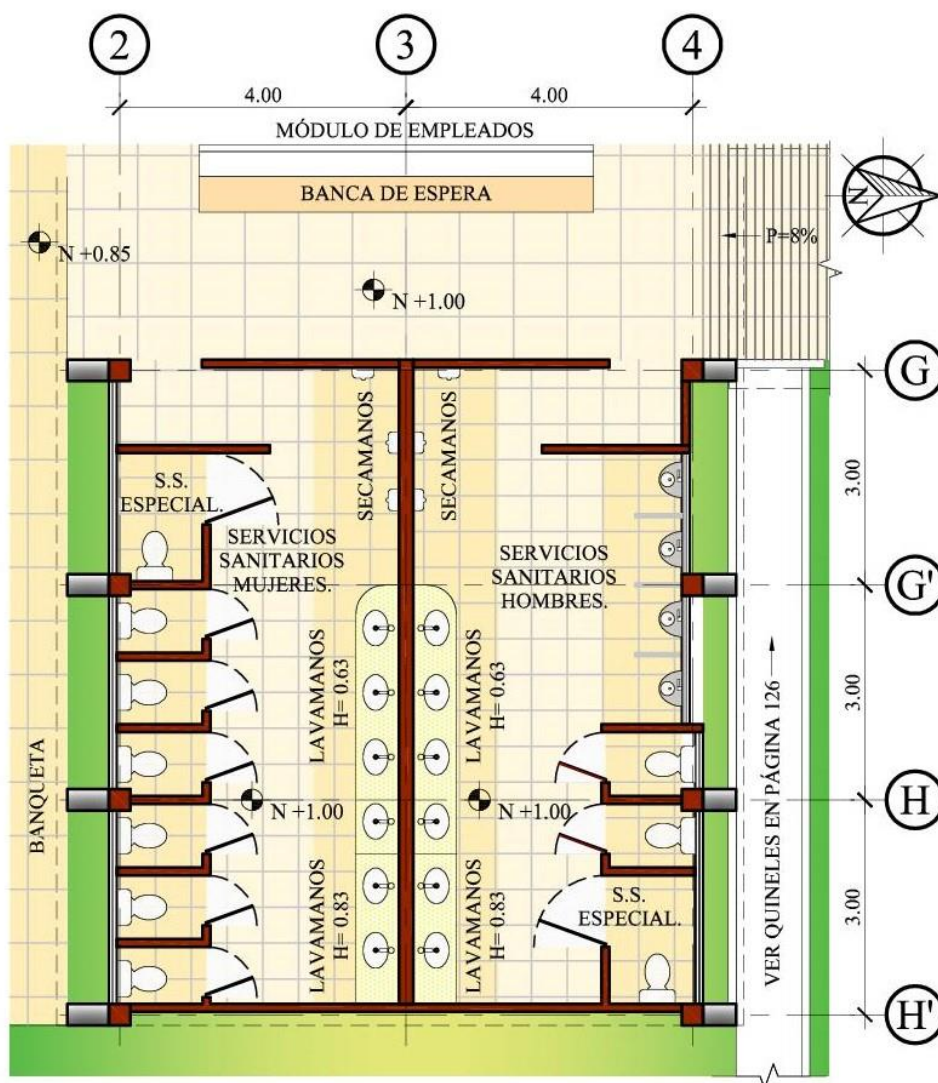 2
3
4
4.00
4.00
MÓDULO DE EMPLEADOS
BANCA DE ESPERA
N
N +0.85
P=8%
N +1.00
G
SECAMANOS
SECAMANOS
3.00
S.S.
ESPECIAL.
SERVICIOS
SANITARIOS
MUJERES.
SERVICIOS
SANITARIOS
HOMBRES.
G'
LAVAMANOS
H= 0.63
LAVAMANOS
H= 0.63
3.00
VER QUINELES EN PÁGINA 126
BANQUETA
N +1.00
N +1.00
H
LAVAMANOS
H= 0.83
LAVAMANOS
H= 0.83
S.S.
ESPECIAL.
3.00
H'